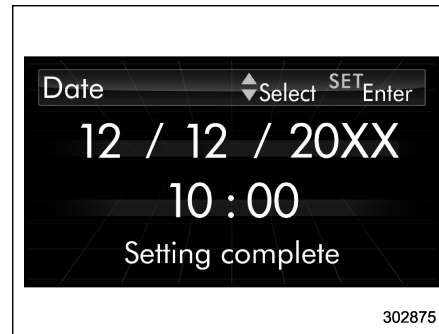 Date Select SET Enter
12 / 12 / 20XX
10 : 00
Setting complete
302875